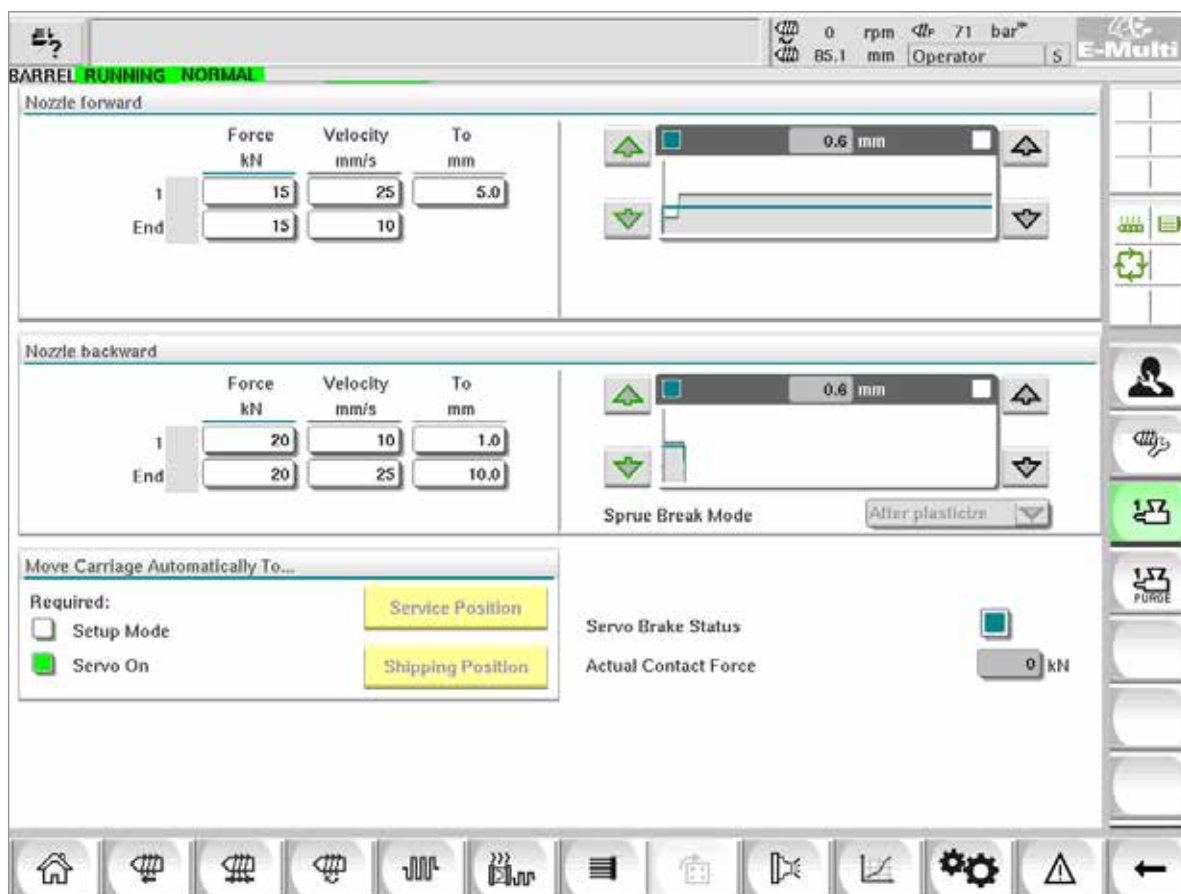 0 rpm 71 bar
85.1 mm Operator S
E-Multi
BARREL RUNNING NORMAL
Nozzle forward
Force Velocity To
kN mm/s mm
1 15 25 5.0
End 15 10
0.6 mm
Nozzle backward
Force Velocity To
kN mm/s mm
1 20 10 1.0
End 20 25 10.0
0.6 mm
Sprue Break Mode After plasticize
Move Carriage Automatically To...
Required:
Setup Mode
Servo On
Service Position
Shipping Position
Servo Brake Status
Actual Contact Force 0 kN
PURGE